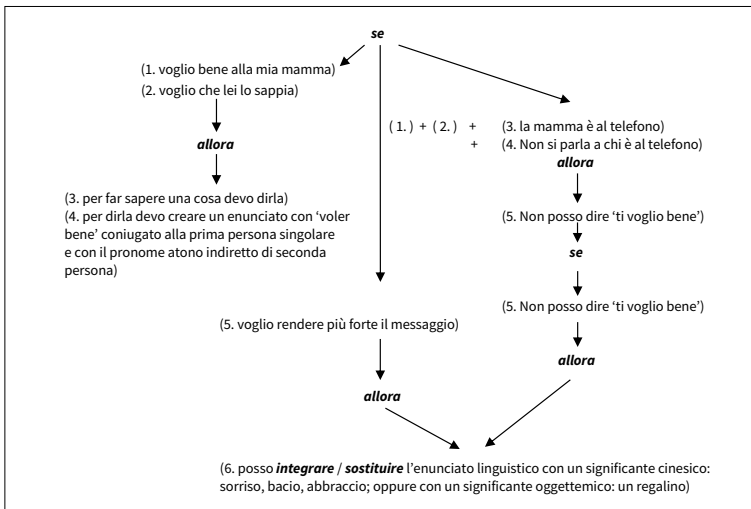 se
(1. voglio bene alla mia mamma)
(2. voglio che lei lo sappia)
allora
(3. per far sapere una cosa devo dirla)
(4. per dirla devo creare un enunciato con ‘voler
bene’ coniugato alla prima persona singolare
e con il pronome atono indiretto di seconda
persona)
(5. voglio rendere più forte il messaggio)
allora
( 1. ) + ( 2. ) + (3. la mamma è al telefono)
+ (4. Non si parla a chi è al telefono)
allora
(5. Non posso dire ‘ti voglio bene’)
se
(5. Non posso dire ‘ti voglio bene’)
allora
(6. posso integrare / sostituire l’enunciato linguistico con un significante cinesico:
sorriso, bacio, abbraccio; oppure con un significante oggettemico: un regalino)